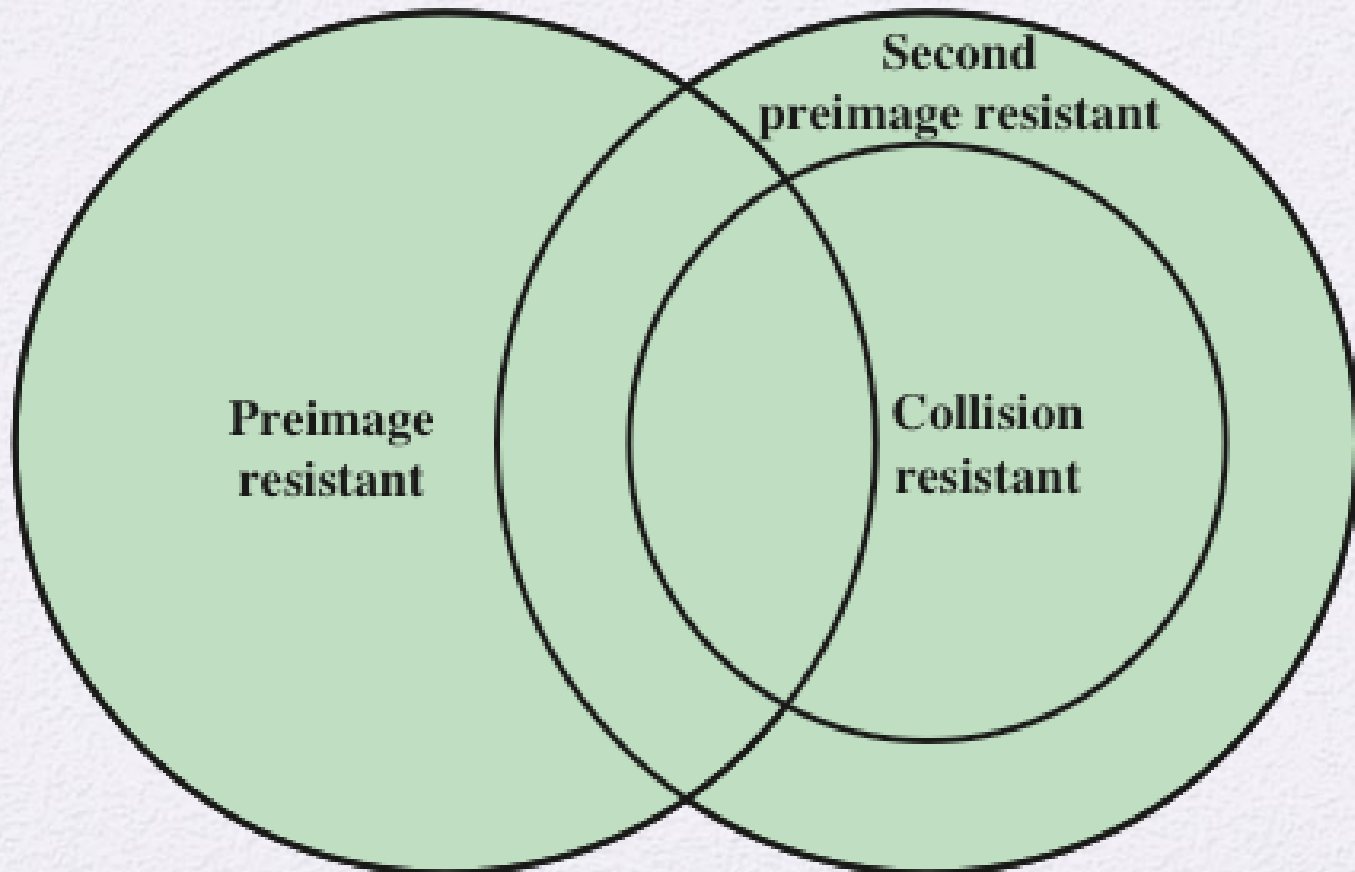 Second
preimage resistant
Preimage
resistant
Collision
resistant